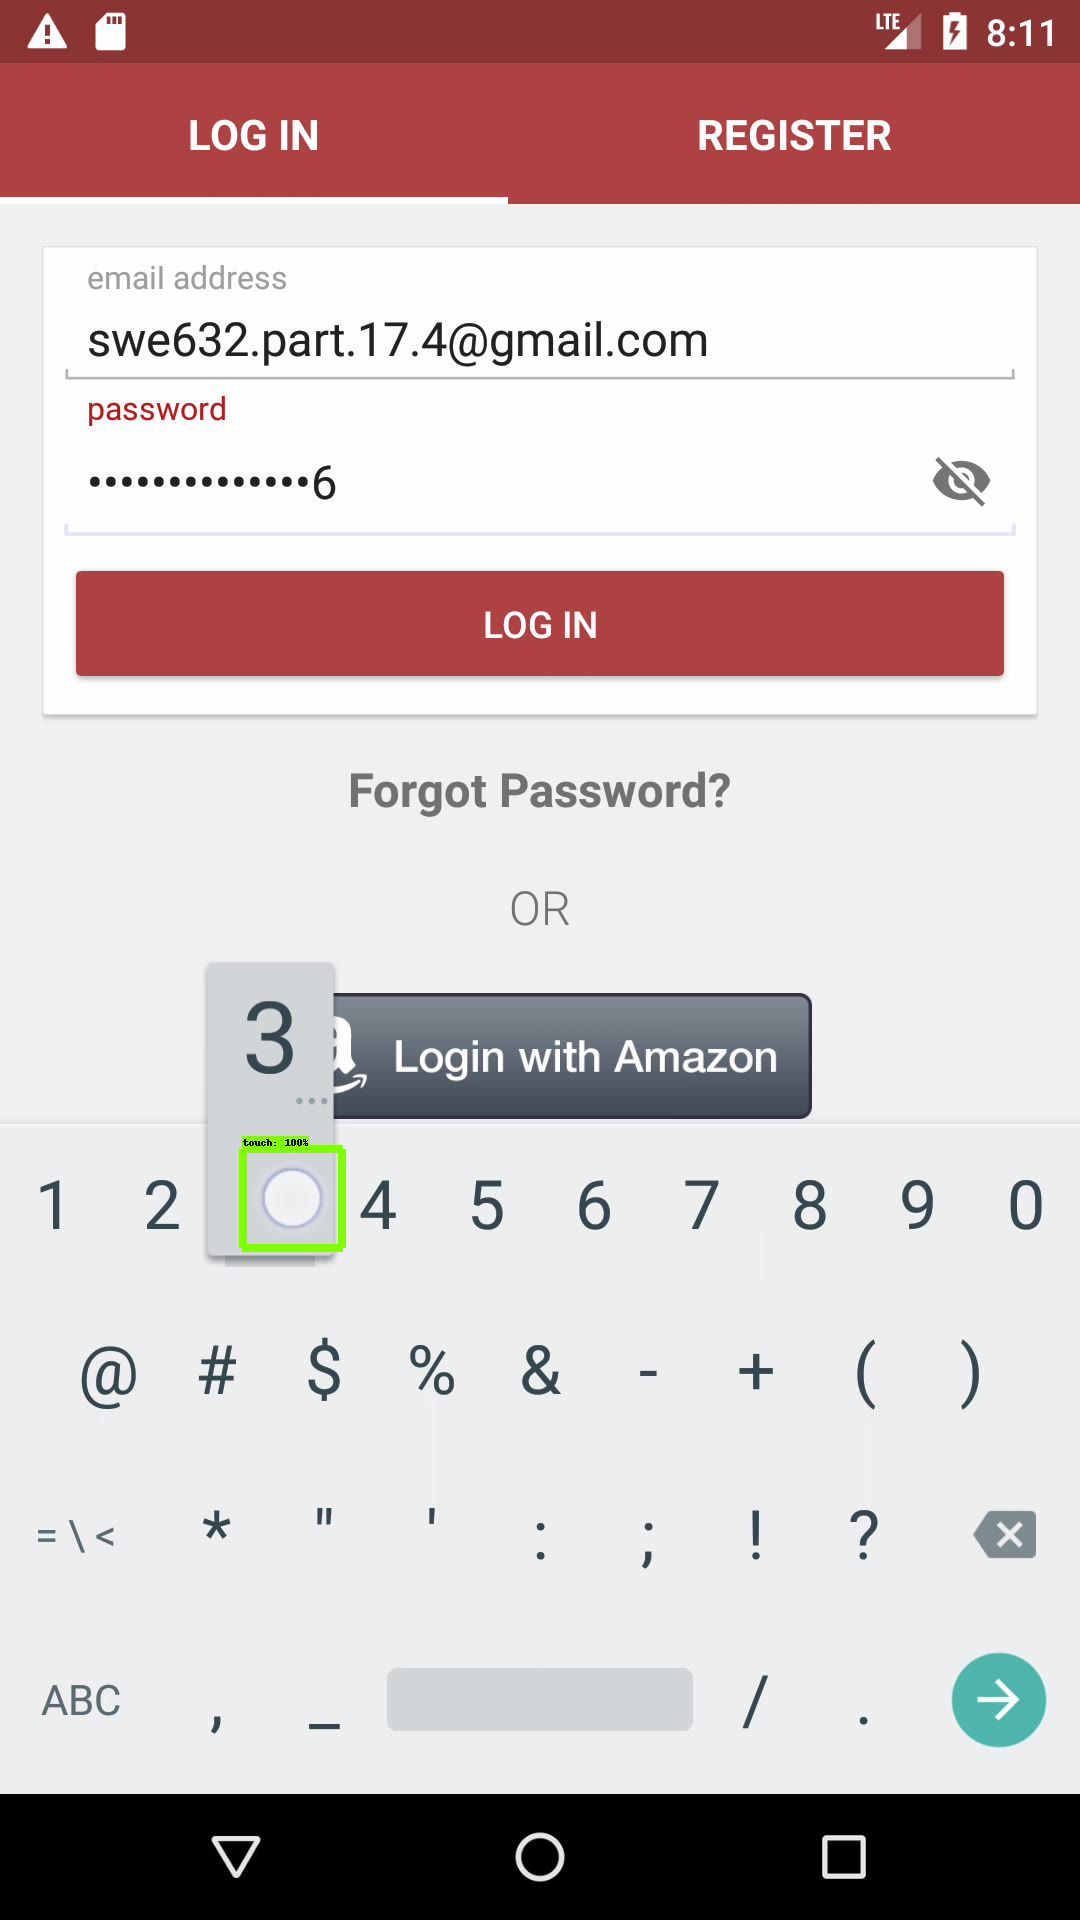 LTE 8:11
LOG IN REGISTER
email address
swe632.part.17.4@gmail.com
password
••••••••••••••6
LOG IN
Forgot Password?
OR
3
Login with Amazon
touch: 100%
1 2 4 5 6 7 8 9 0
@ # $ % & - + ( )
= \ < * " ' : ; ! ?
ABC , _ / .